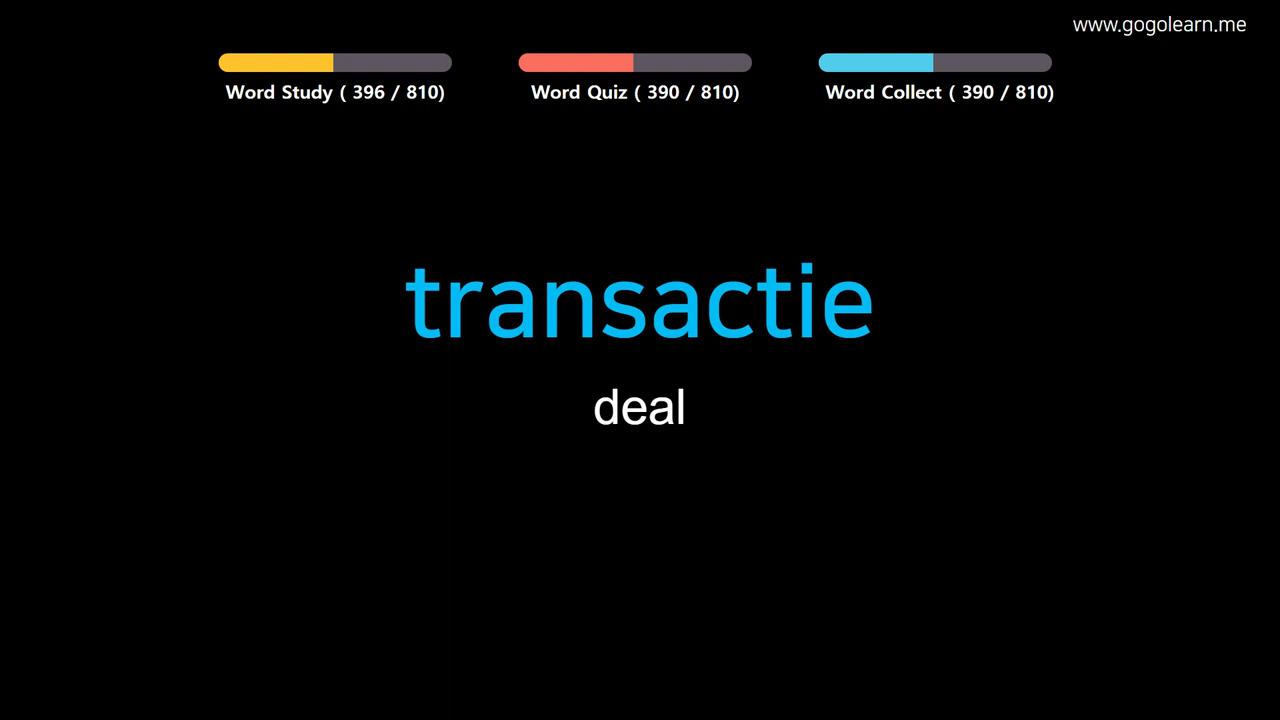 www.gogolearn.me
Word Study ( 396 / 810)
Word Quiz ( 390 / 810)
Word Collect ( 390 / 810)
transactie
deal